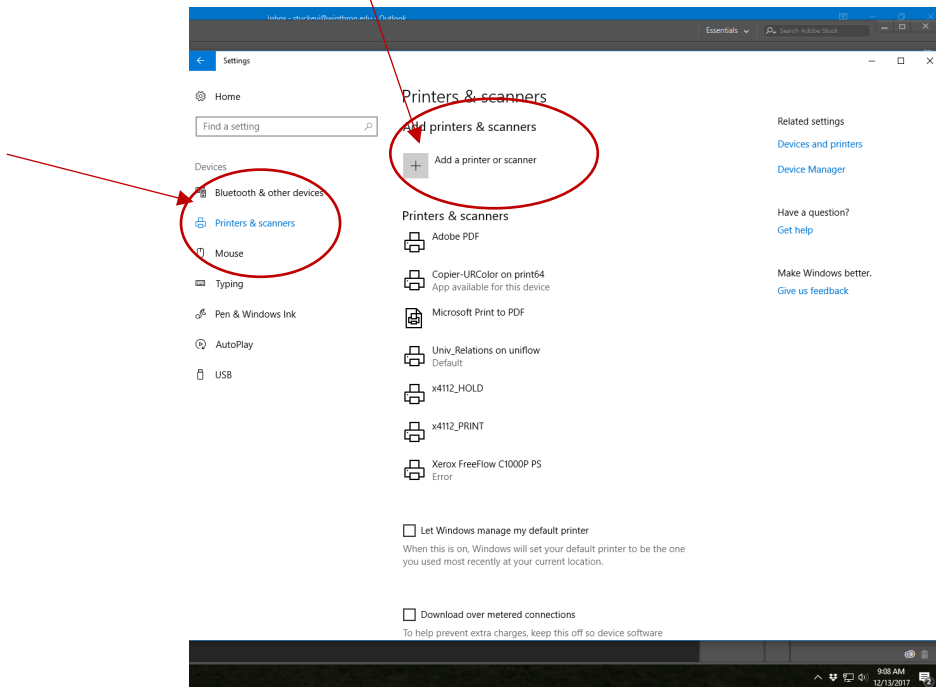 Inbox - stuckeyj@winthrop.edu - Outlook
Essentials
Search Adobe Stock
Settings
Home
Find a setting
Devices
Bluetooth & other devices
Printers & scanners
Mouse
Typing
Pen & Windows Ink
AutoPlay
USB
Printers & scanners
Add printers & scanners
Add a printer or scanner
Printers & scanners
Adobe PDF
Copier-URColor on print64
App available for this device
Microsoft Print to PDF
Univ_Relations on uniflow
Default
x4112_HOLD
x4112_PRINT
Xerox FreeFlow C1000P PS
Error
Let Windows manage my default printer
When this is on, Windows will set your default printer to be the one
you used most recently at your current location.
Download over metered connections
To help prevent extra charges, keep this off so device software
Related settings
Devices and printers
Device Manager
Have a question?
Get help
Make Windows better.
Give us feedback
9:08 AM
12/13/2017
2